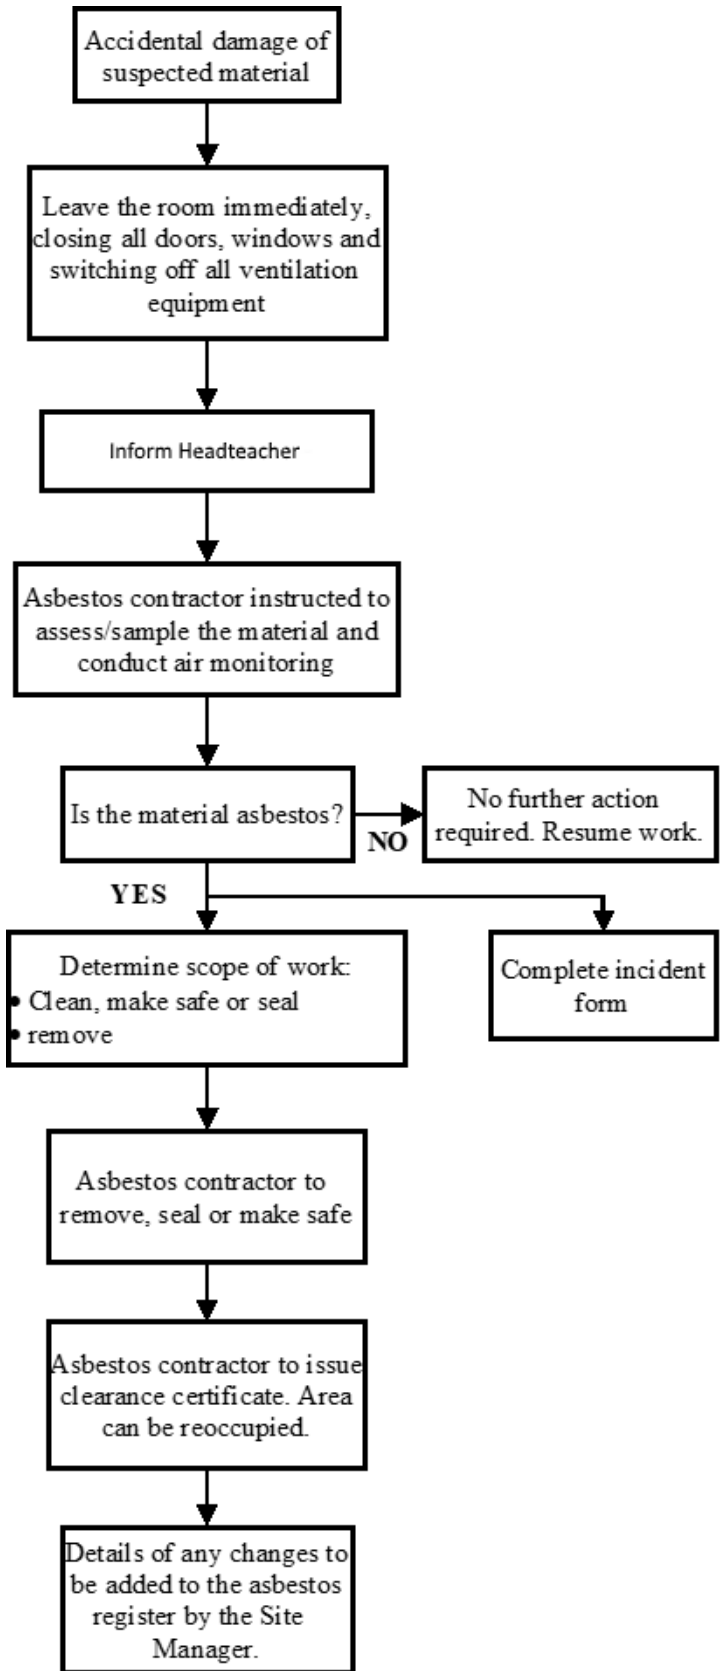 Accidental damage of
suspected material
Leave the room immediately,
closing all doors, windows and
switching off all ventilation
equipment
Inform Headteacher
Asbestos contractor instructed to
assess/sample the material and
conduct air monitoring
Is the material asbestos?
NO
No further action
required. Resume work.
YES
Determine scope of work:
• Clean, make safe or seal
• remove
Complete incident
form
Asbestos contractor to
remove, seal or make safe
Asbestos contractor to issue
clearance certificate. Area
can be reoccupied.
Details of any changes to
be added to the asbestos
register by the Site
Manager.